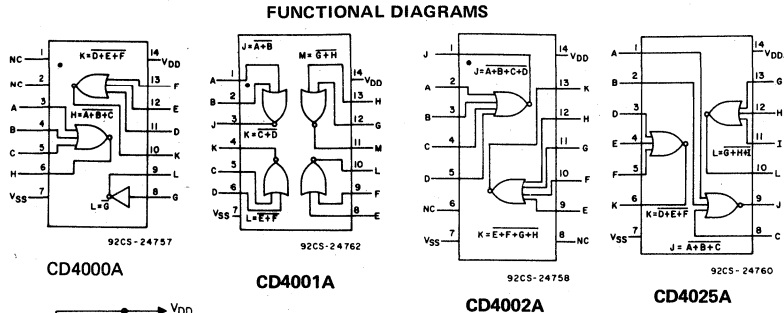 FUNCTIONAL DIAGRAMS
NC 1
NC 2
A 3
B 4
C 5
H 6
VSS 7
K=D+E+F
H=A+B+C
L=G
14 VDD
13 F
12 E
11 D
10 K
9 L
8 G
92CS-24757
CD4000A
J=A+B
M=G+H
A 1
B 2
J 3
K 4
C 5
D 6
VSS 7
K=C+D
L=E+F
14 VDD
13 H
12 G
11 M
10 L
9 F
8 E
92CS-24762
CD4001A
J 1
A 2
B 3
C 4
D 5
NC 6
VSS 7
J=A+B+C+D
K=E+F+G+H
14 VDD
13 K
12 H
11 G
10 F
9 E
8 NC
92CS-24758
CD4002A
A 1
B 2
D 3
E 4
F 5
K 6
VSS 7
L=G+H+I
K=D+E+F
J=A+B+C
14 VDD
13 G
12 H
11 I
10 L
9 J
8 C
92CS-24760
CD4025A
VDD